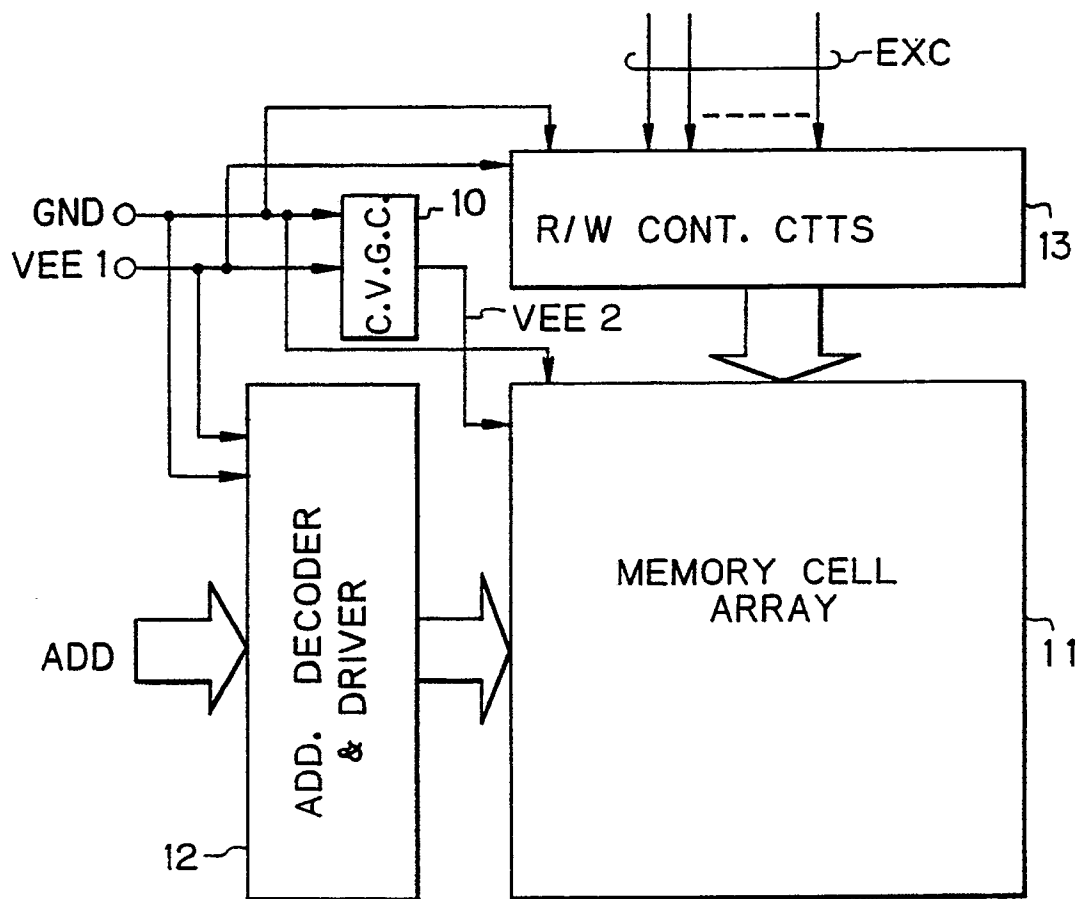 EXC
GND
VEE 1
C.V.G.C.
10
R/W CONT. CTTS
13
VEE 2
ADD. DECODER
& DRIVER
MEMORY CELL
ARRAY
ADD
11
12